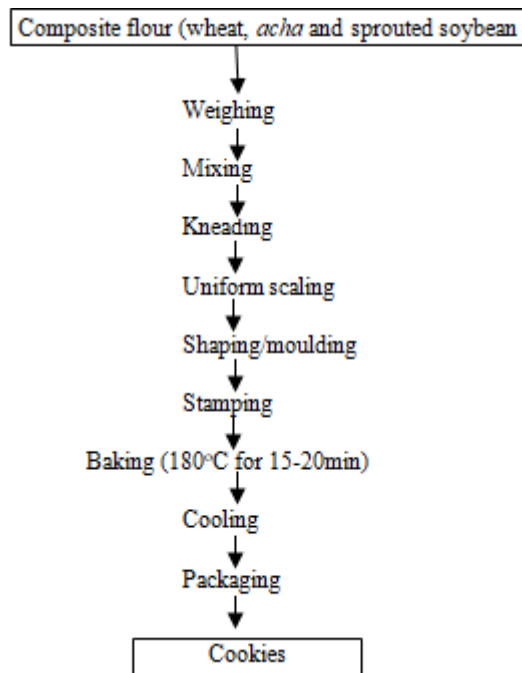 Composite flour (wheat, acha and sprouted soybean
Weighing
Mixing
Kneading
Uniform scaling
Shaping/moulding
Stamping
Baking (180°C for 15-20min)
Cooling
Packaging
Cookies